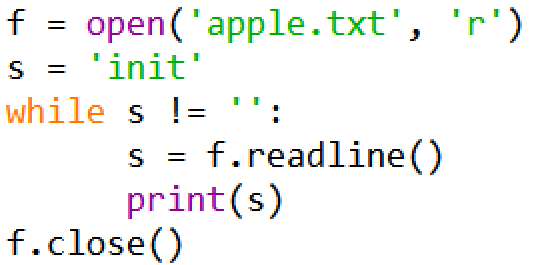 f = open('apple.txt', 'r')
s = 'init'
while s != '':
        s = f.readline()
        print(s)
f.close()